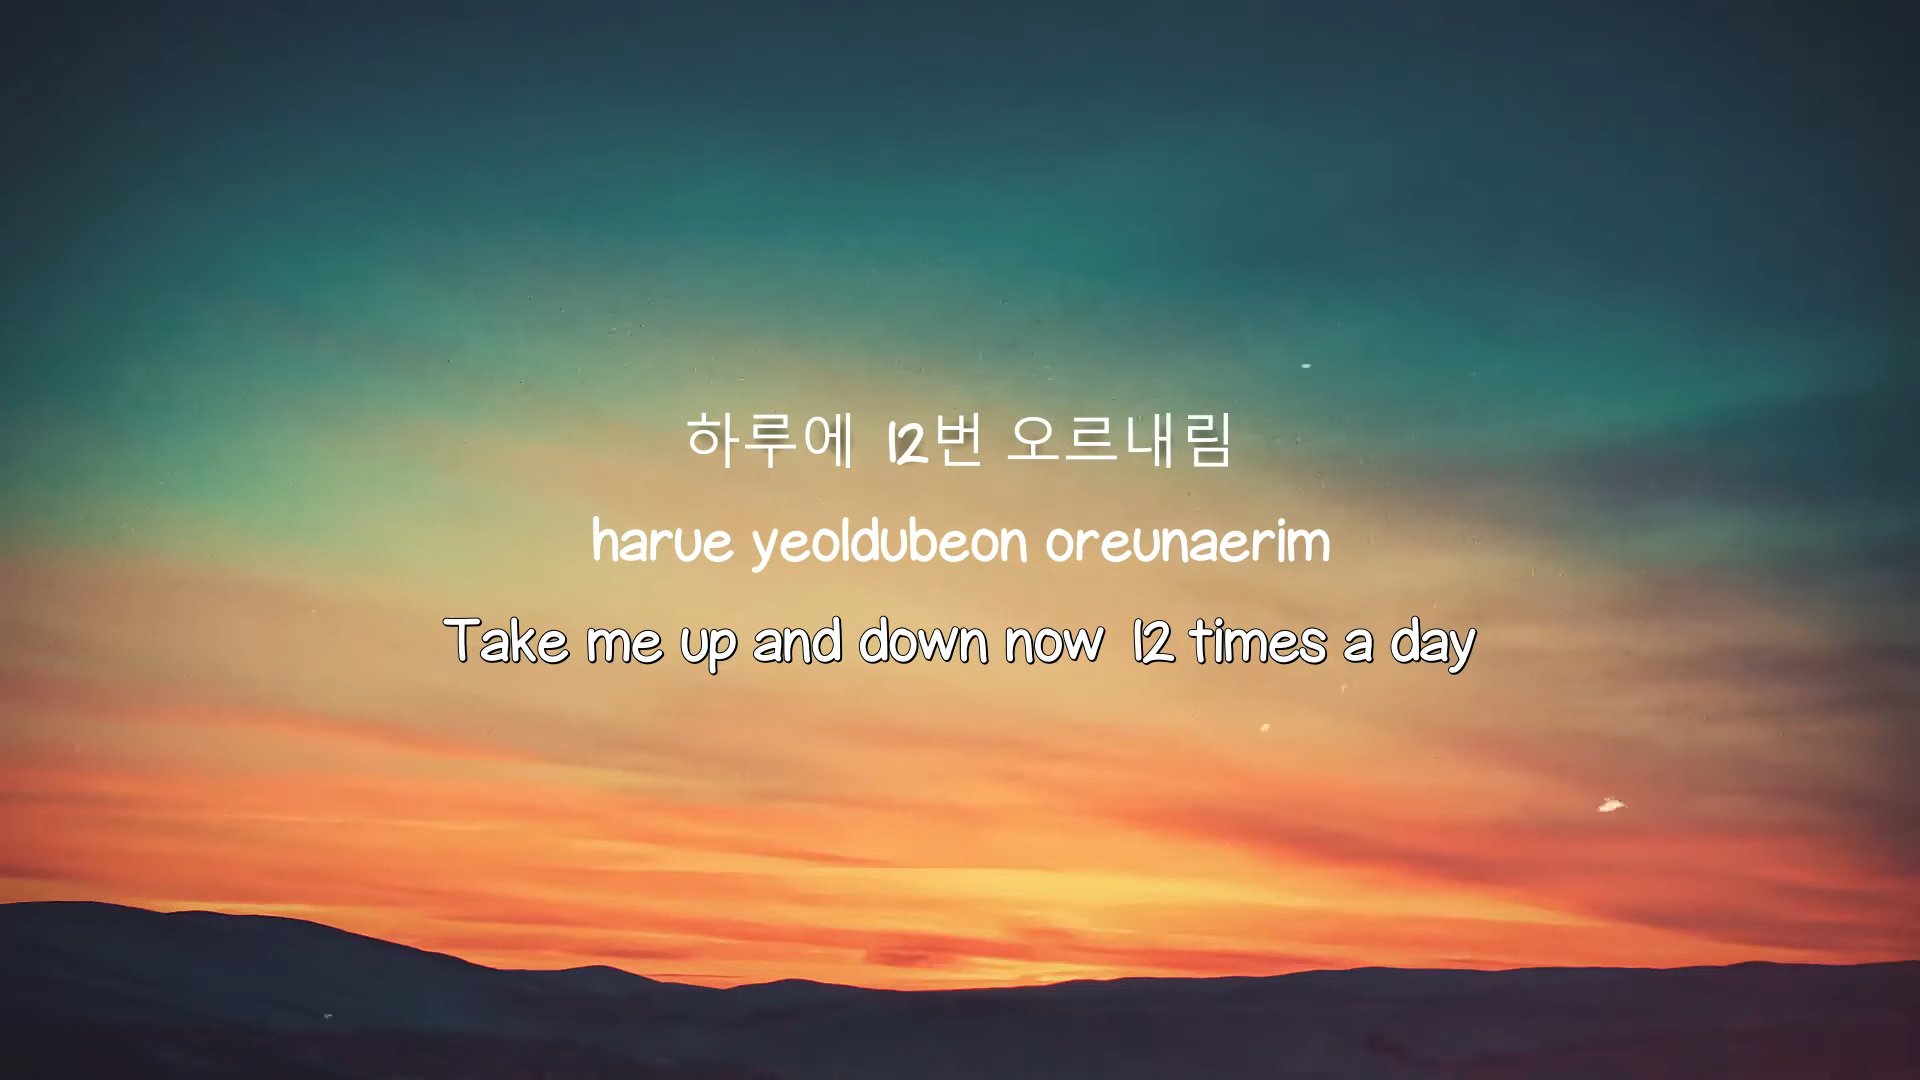 하루에 12번 오르내림
harue yeoldubeon oreunaerim
Take me up and down now 12 times a day